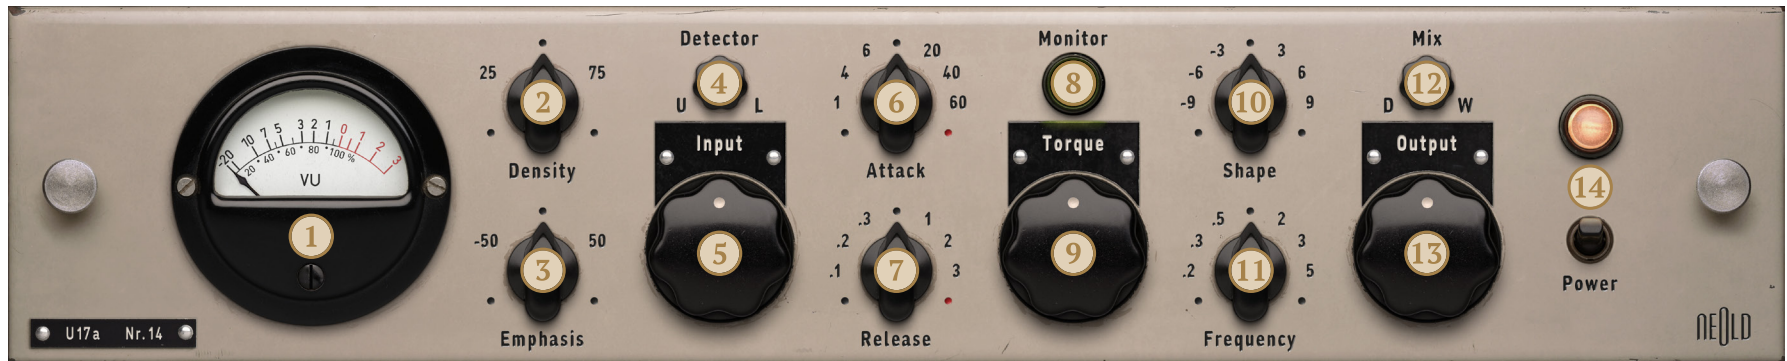 -20 10 7 5 3 2 1 0 1 2 3
20 40 60 80 100 %
VU
1
U17a Nr.14
25 75
2
Density
-50 50
3
Emphasis
Detector
4
U L
Input
5
6 20
4 40
1 60
6
Attack
.3 1
.2 2
.1 3
7
Release
Monitor
8
Torque
9
-3 3
-6 6
-9 9
10
Shape
.5 2
.3 3
.2 5
11
Frequency
Mix
12
D W
Output
13
14
Power
NEOLD